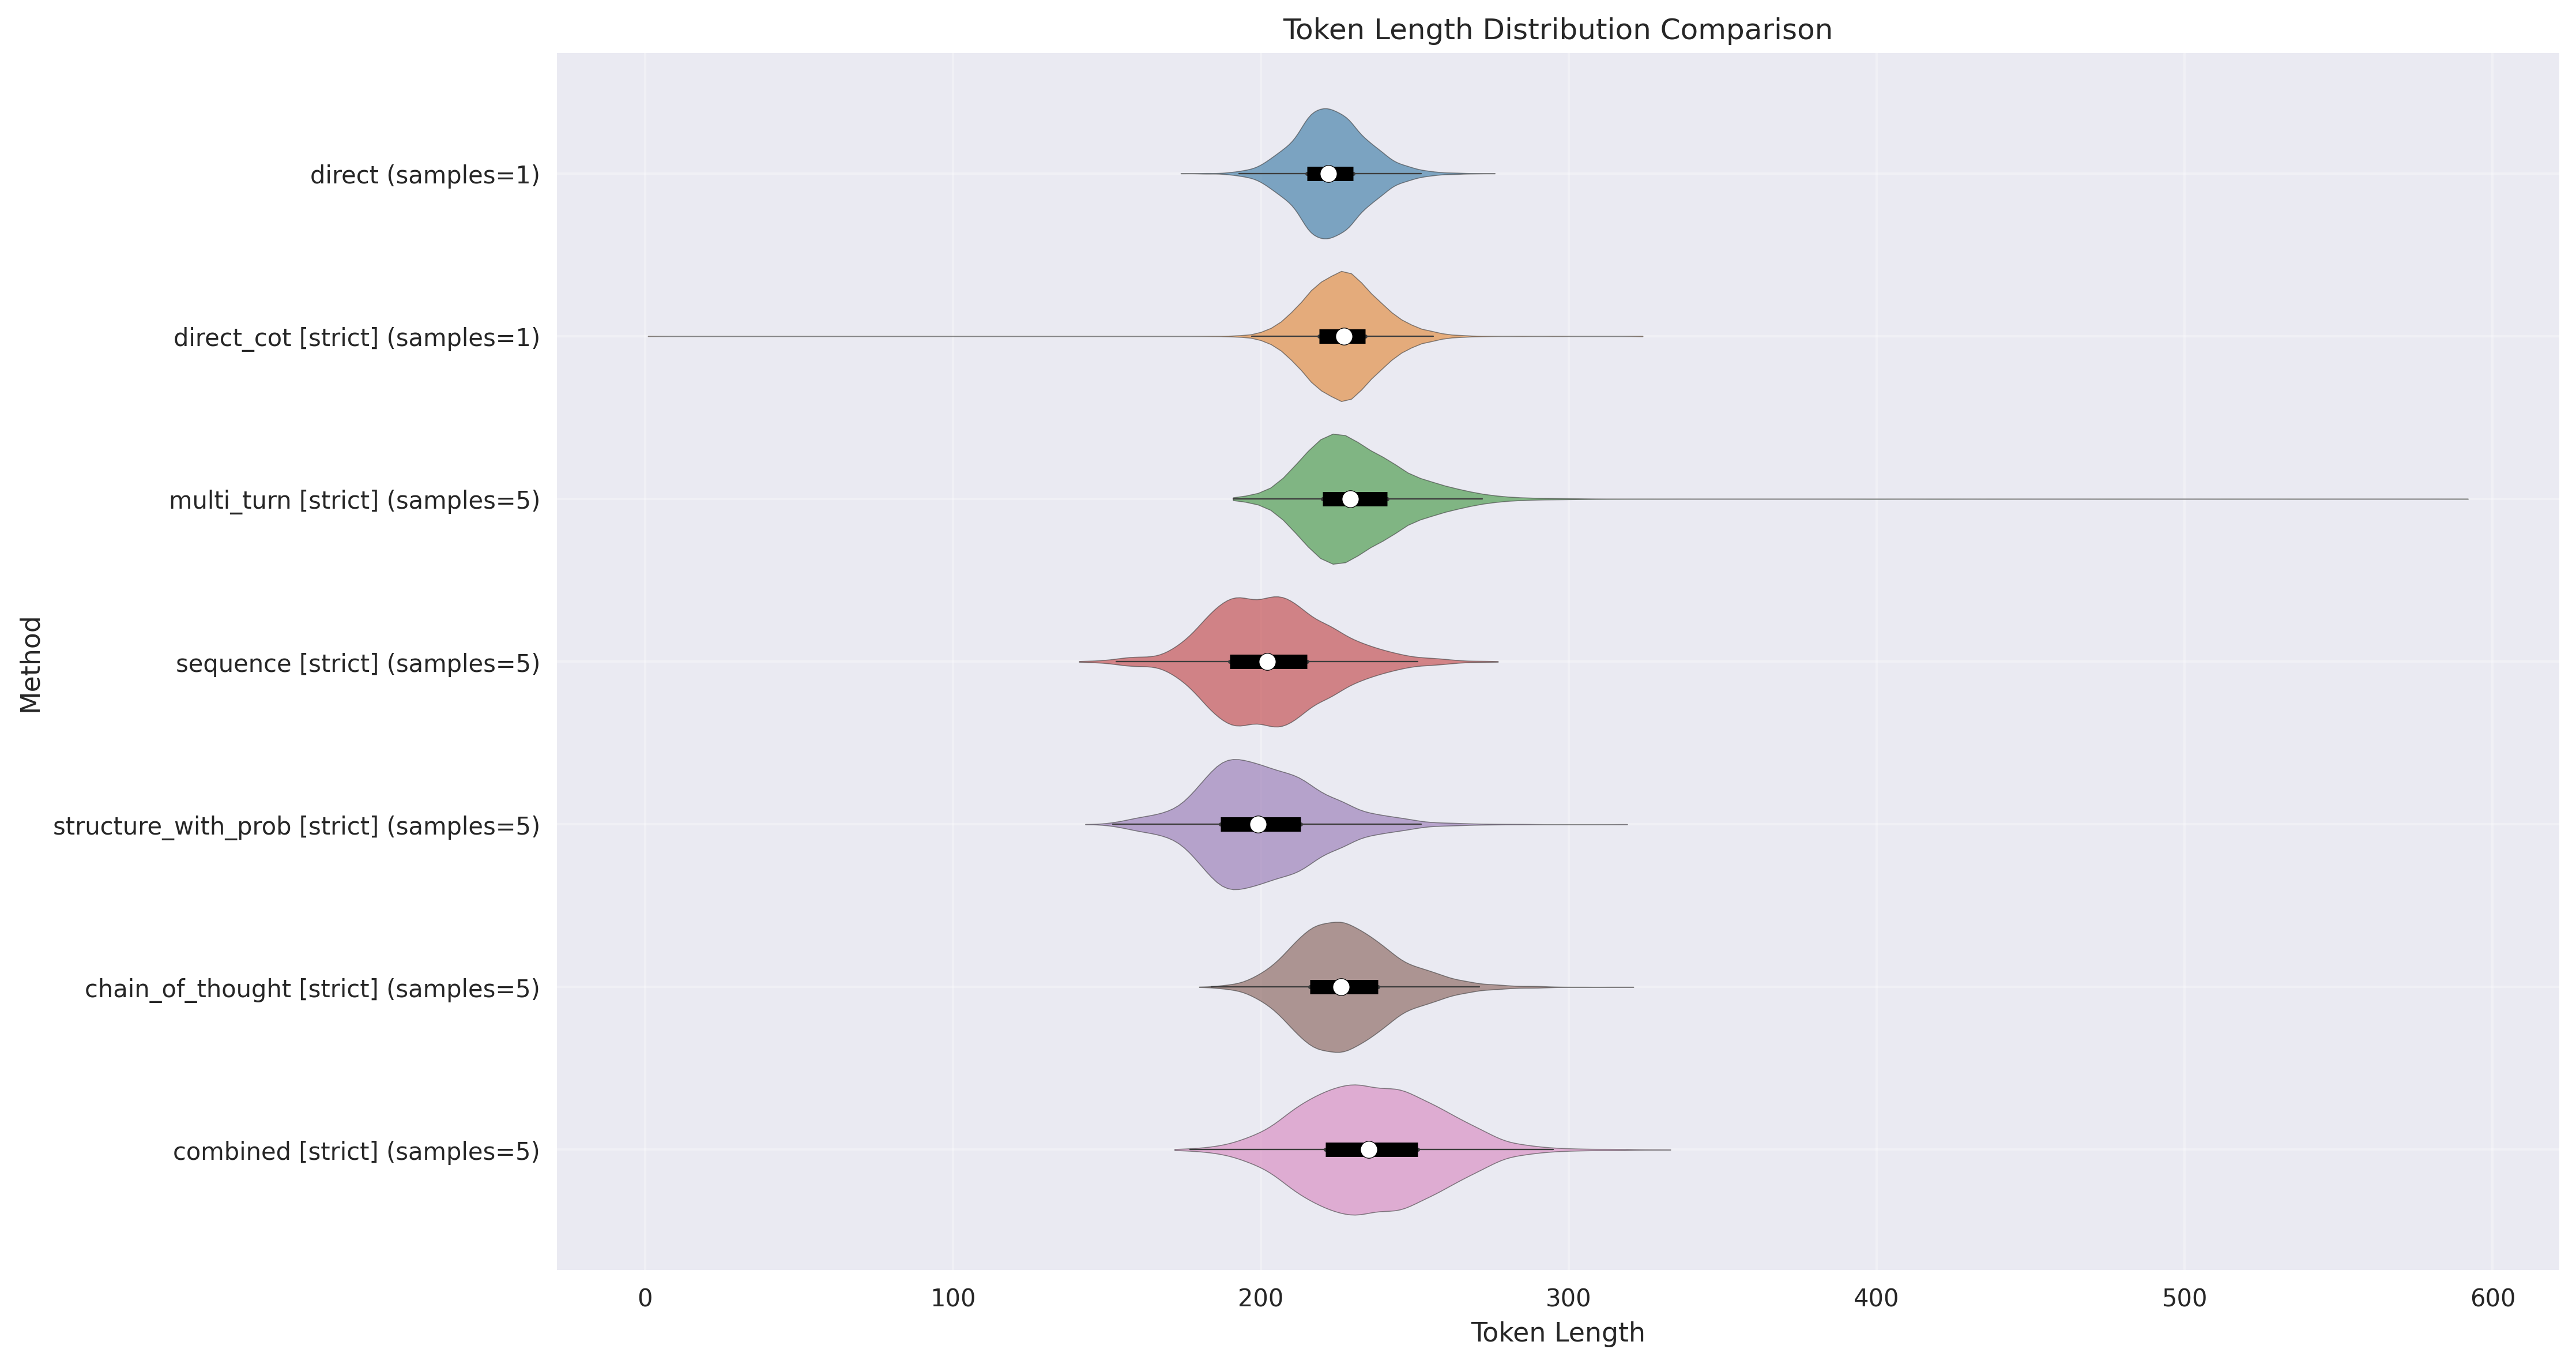 Token Length Distribution Comparison
Method
direct (samples=1)
direct_cot [strict] (samples=1)
multi_turn [strict] (samples=5)
sequence [strict] (samples=5)
structure_with_prob [strict] (samples=5)
chain_of_thought [strict] (samples=5)
combined [strict] (samples=5)
0 100 200 300 400 500 600
Token Length